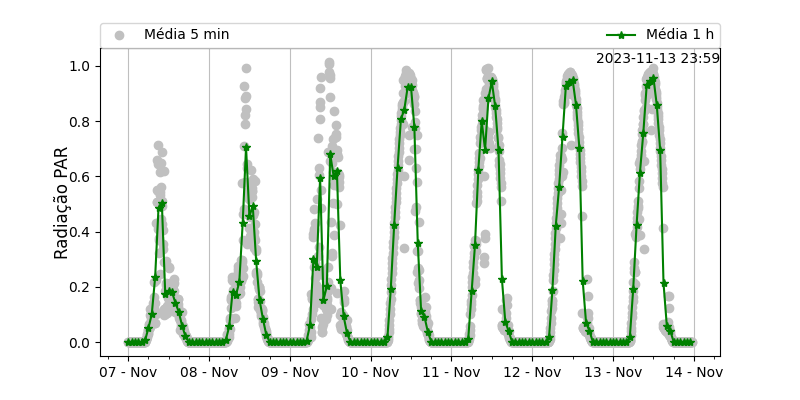 Média 5 min
Média 1 h
2023-11-13 23:59
Radiação PAR
1.0
0.8
0.6
0.4
0.2
0.0
07 - Nov
08 - Nov
09 - Nov
10 - Nov
11 - Nov
12 - Nov
13 - Nov
14 - Nov